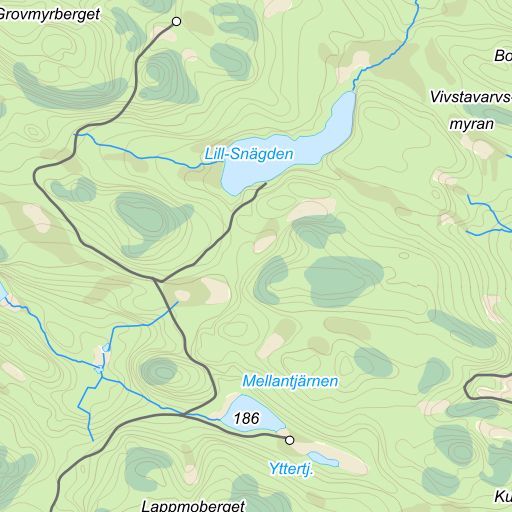 Grovmyrberget
Bo
Vivstavarvs-
myran
Lill-Snägden
Mellantjärnen
186
Yttertj.
Ku
Lappmoberget